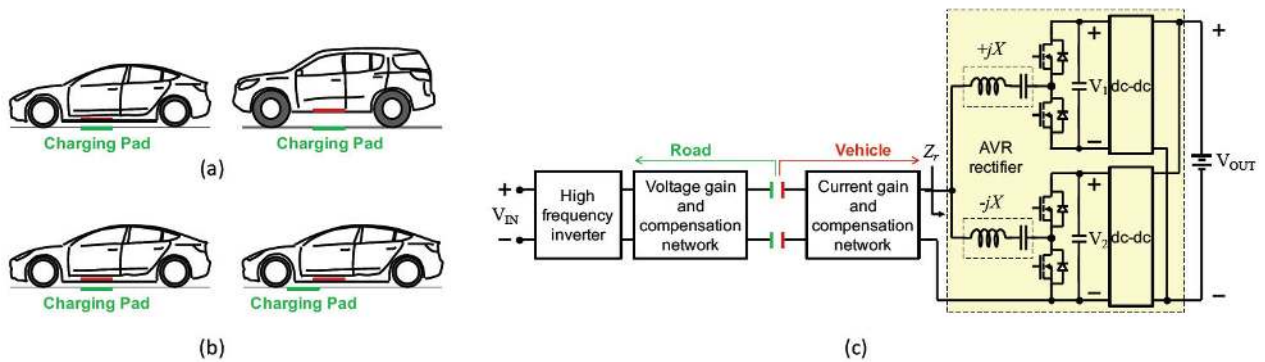 Charging Pad
Charging Pad
(a)
Charging Pad
Charging Pad
(b)
+
V_IN
−
High
frequency
inverter
Road
Voltage gain
and
compensation
network
Vehicle
Current gain
and
compensation
network
Z_r
+jX
+
V_1
−
dc-dc
AVR
rectifier
-jX
+
V_2
−
dc-dc
+
V_OUT
−
(c)